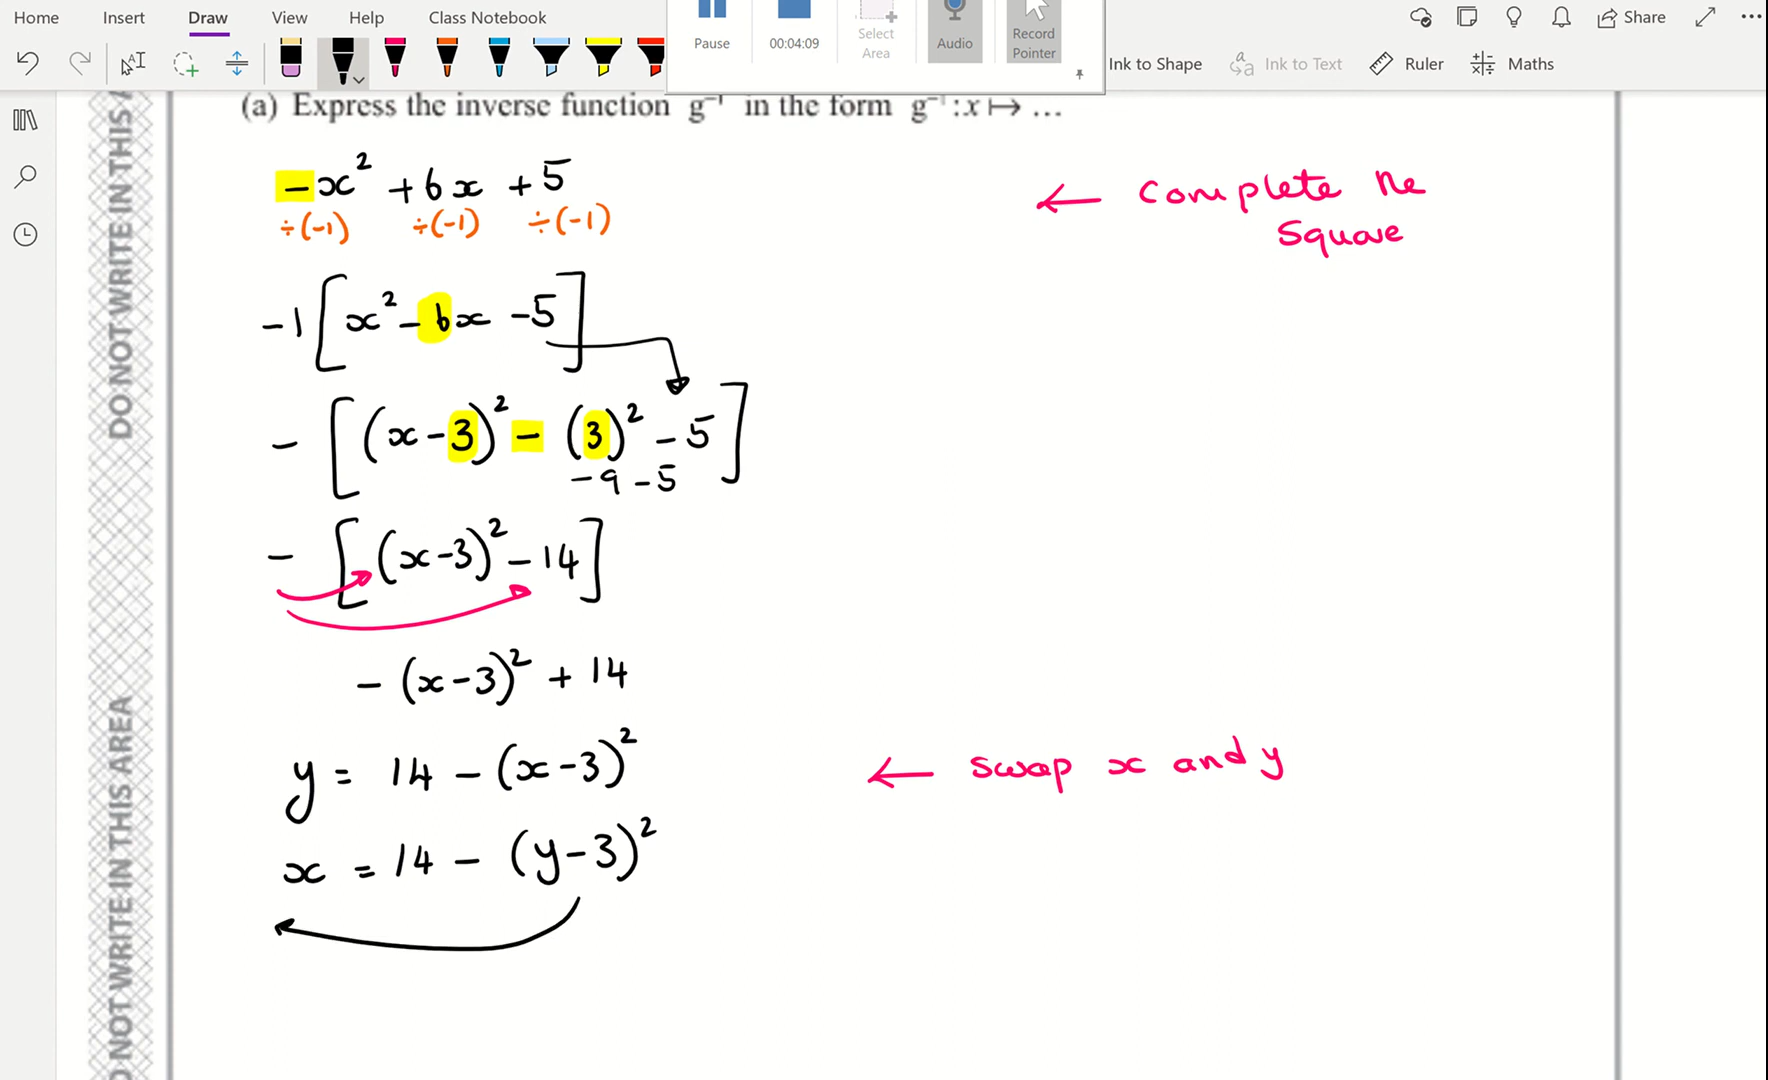 Home Insert Draw View Help Class Notebook
Pause 00:04:09 Select Area Audio Record Pointer
Share
Ink to Shape Ink to Text Ruler Maths
DO NOT WRITE IN THIS A
DO NOT WRITE IN THIS AREA
(a) Express the inverse function g⁻¹ in the form g⁻¹ : x ↦ ...
-x² + 6x + 5
÷(-1) ÷(-1) ÷(-1)
← Complete the
Square
-1[x² - 6x - 5]
-[(x-3)² - (3)² - 5]
-9 -5
-[(x-3)² - 14]
-(x-3)² + 14
y = 14 - (x-3)²
← swap x and y
x = 14 - (y-3)²